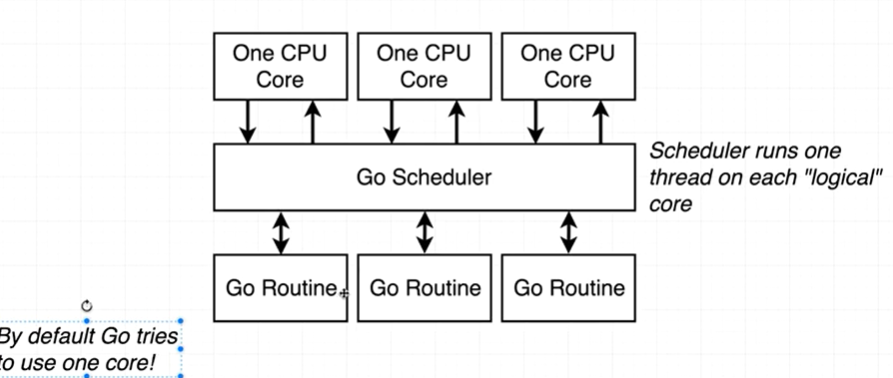 One CPU
Core
One CPU
Core
One CPU
Core
Go Scheduler
Scheduler runs one
thread on each "logical"
core
Go Routine
Go Routine
Go Routine
By default Go tries
to use one core!